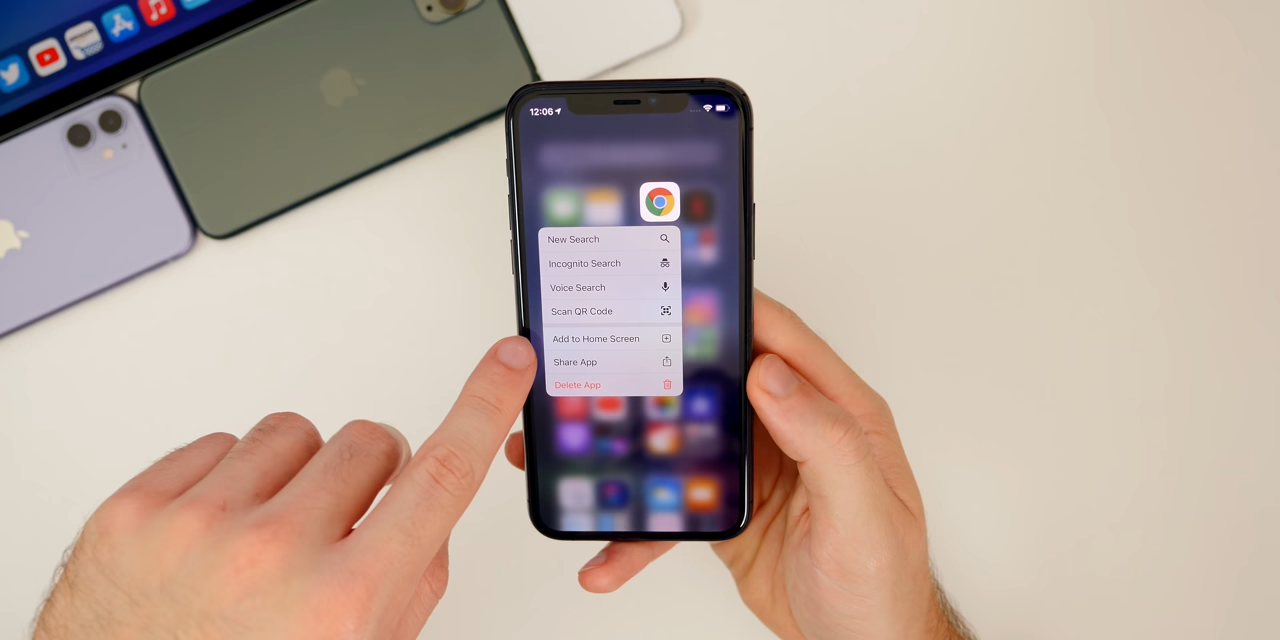 12:06
New Search
Incognito Search
Voice Search
Scan QR Code
Add to Home Screen
Share App
Delete App